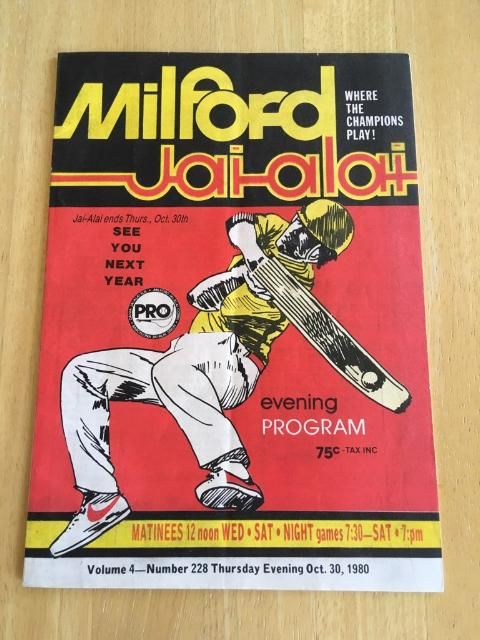 Milford
WHERE
THE
CHAMPIONS
PLAY!
Jai-alai
Jai-Alai ends Thurs., Oct. 30th
SEE
YOU
NEXT
YEAR
PRO
evening
PROGRAM
75¢ -TAX INC
MATINEES 12 noon WED • SAT • NIGHT games 7:30—SAT • 7:pm
Volume 4—Number 228 Thursday Evening Oct. 30, 1980